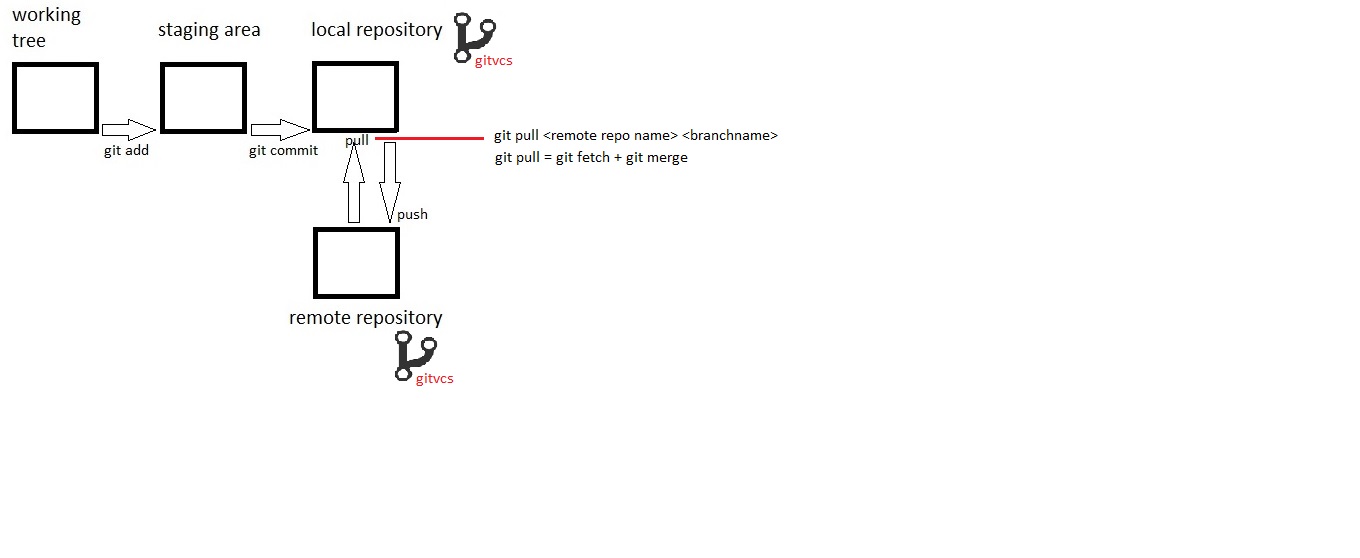 working
tree
staging area
local repository
gitvcs
git add
git commit
pull
git pull <remote repo name> <branchname>
git pull = git fetch + git merge
push
remote repository
gitvcs